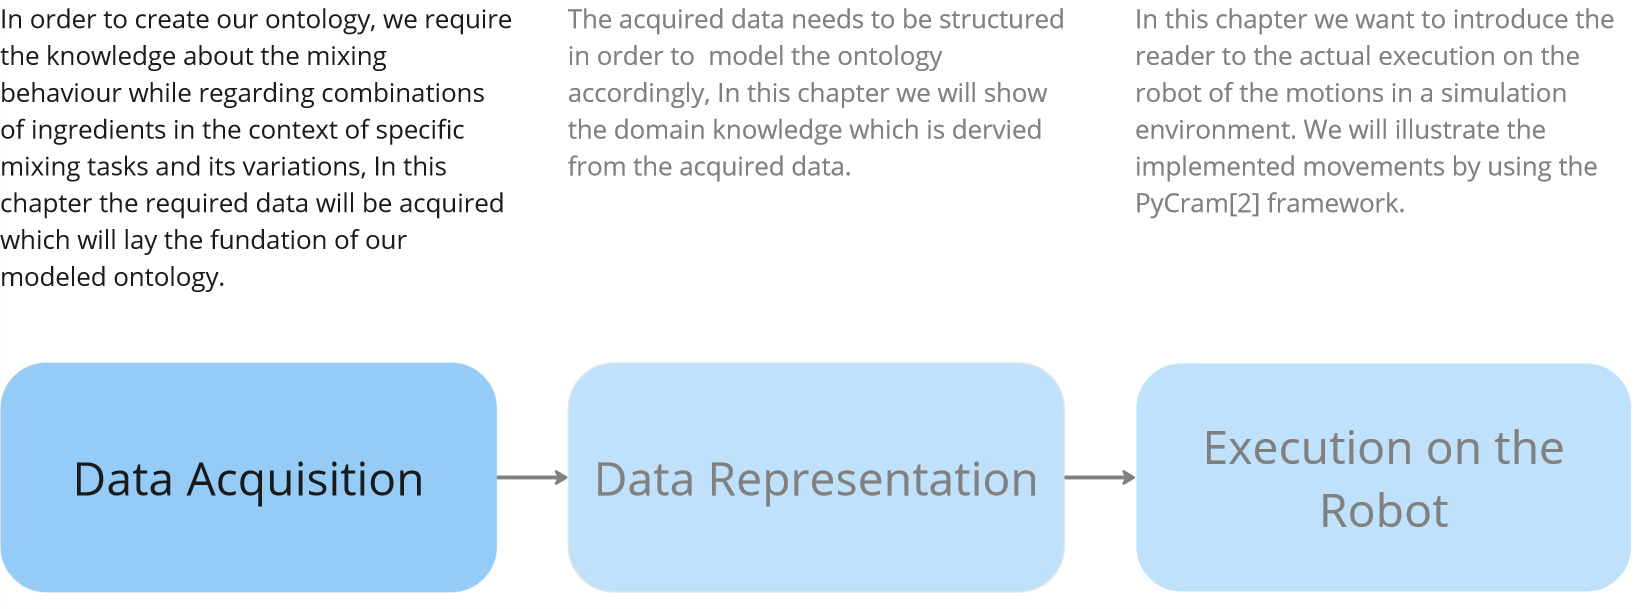 In order to create our ontology, we require
the knowledge about the mixing
behaviour while regarding combinations
of ingredients in the context of specific
mixing tasks and its variations, In this
chapter the required data will be acquired
which will lay the fundation of our
modeled ontology.
The acquired data needs to be structured
in order to  model the ontology
accordingly, In this chapter we will show
the domain knowledge which is dervied
from the acquired data.
In this chapter we want to introduce the
reader to the actual execution on the
robot of the motions in a simulation
environment. We will illustrate the
implemented movements by using the
PyCram[2] framework.
Data Acquisition
Data Representation
Execution on the
Robot